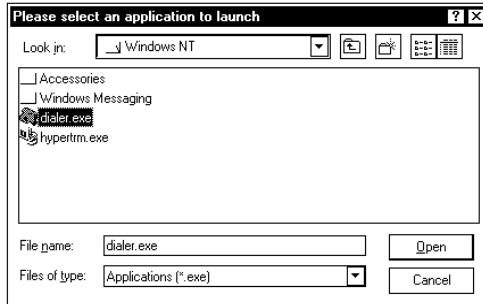 Please select an application to launch
Look in: Windows NT
Accessories
Windows Messaging
dialer.exe
hypertrm.exe
File name: dialer.exe Open
Files of type: Applications (*.exe) Cancel